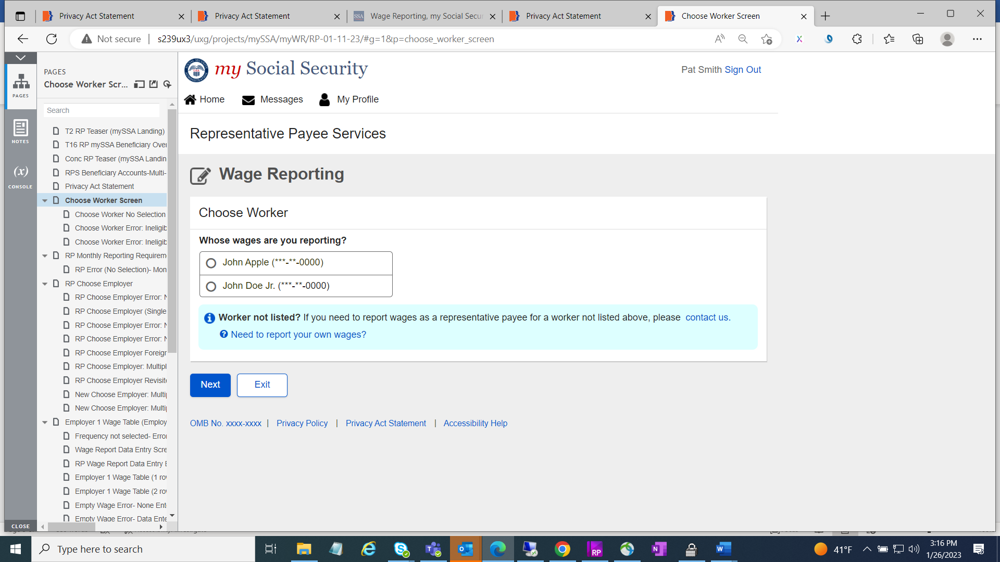 Privacy Act Statement
Privacy Act Statement
SSA
Wage Reporting, my Social Secu
Privacy Act Statement
Choose Worker Screen
Not secure
s239ux3/uxg/projects/mySSA/myWR/RP-01-11-23/#g=1&p=choose_worker_screen
PAGES
NOTES
(x)
CONSOLE
CLOSE
PAGES
Choose Worker Scr...
Search
T2 RP Teaser (mySSA Landing)
T16 RP mySSA Beneficiary Over
Conc RP Teaser (mySSA Landin
RPS Beneficiary Accounts-Multi-
Privacy Act Statement
Choose Worker Screen
Choose Worker No Selection
Choose Worker Error: Ineligib
Choose Worker Error: Ineligib
RP Monthly Reporting Requirem
RP Error (No Selection)- Mon
RP Choose Employer
RP Choose Employer Error: N
RP Choose Employer (Single
RP Choose Employer Error: N
RP Choose Employer Error: N
RP Choose Employer Foreign
RP Choose Employer: Multipl
RP Choose Employer Revisite
New Choose Employer: Multip
New Choose Employer: Multip
Employer 1 Wage Table (Employ
Frequency not selected- Error
Wage Report Data Entry Scre
RP Wage Report Data Entry E
Employer 1 Wage Table (1 row
Employer 1 Wage Table (2 row
Empty Wage Error- None Ente
Empty Wage Error- Data Ente
my Social Security
Pat Smith Sign Out
Home
Messages
My Profile
Representative Payee Services
Wage Reporting
Choose Worker
Whose wages are you reporting?
John Apple (***-**-0000)
John Doe Jr. (***-**-0000)
Worker not listed? If you need to report wages as a representative payee for a worker not listed above, please contact us.
Need to report your own wages?
Next
Exit
OMB No. xxxx-xxxx | Privacy Policy | Privacy Act Statement | Accessibility Help
Type here to search
RP
41°F
3:16 PM
1/26/2023